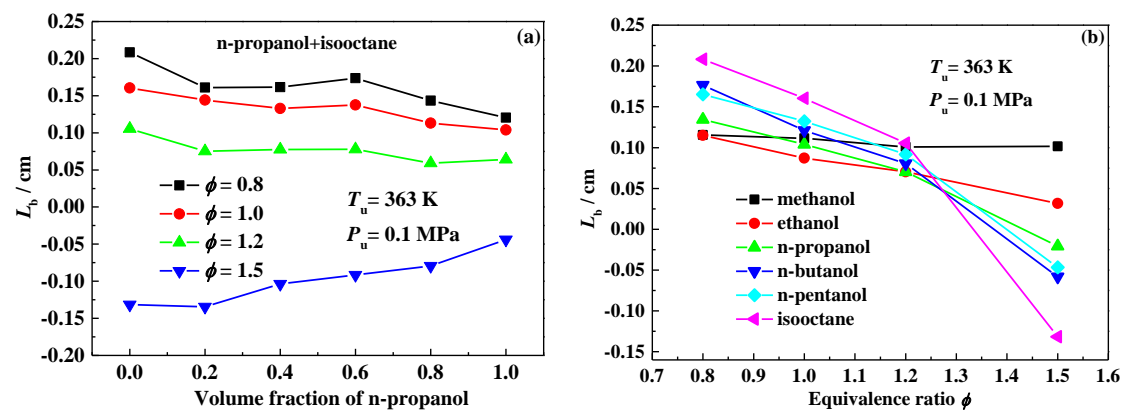 (a)
n-propanol+isooctane
0.25
0.20
0.15
0.10
0.05
0.00
-0.05
-0.10
-0.15
-0.20
L_b / cm
ϕ = 0.8
ϕ = 1.0
ϕ = 1.2
ϕ = 1.5
T_u = 363 K
P_u = 0.1 MPa
0.0 0.2 0.4 0.6 0.8 1.0
Volume fraction of n-propanol
(b)
0.25
0.20
0.15
0.10
0.05
0.00
-0.05
-0.10
-0.15
L_b / cm
T_u = 363 K
P_u = 0.1 MPa
methanol
ethanol
n-propanol
n-butanol
n-pentanol
isooctane
0.7 0.8 0.9 1.0 1.1 1.2 1.3 1.4 1.5 1.6
Equivalence ratio ϕ